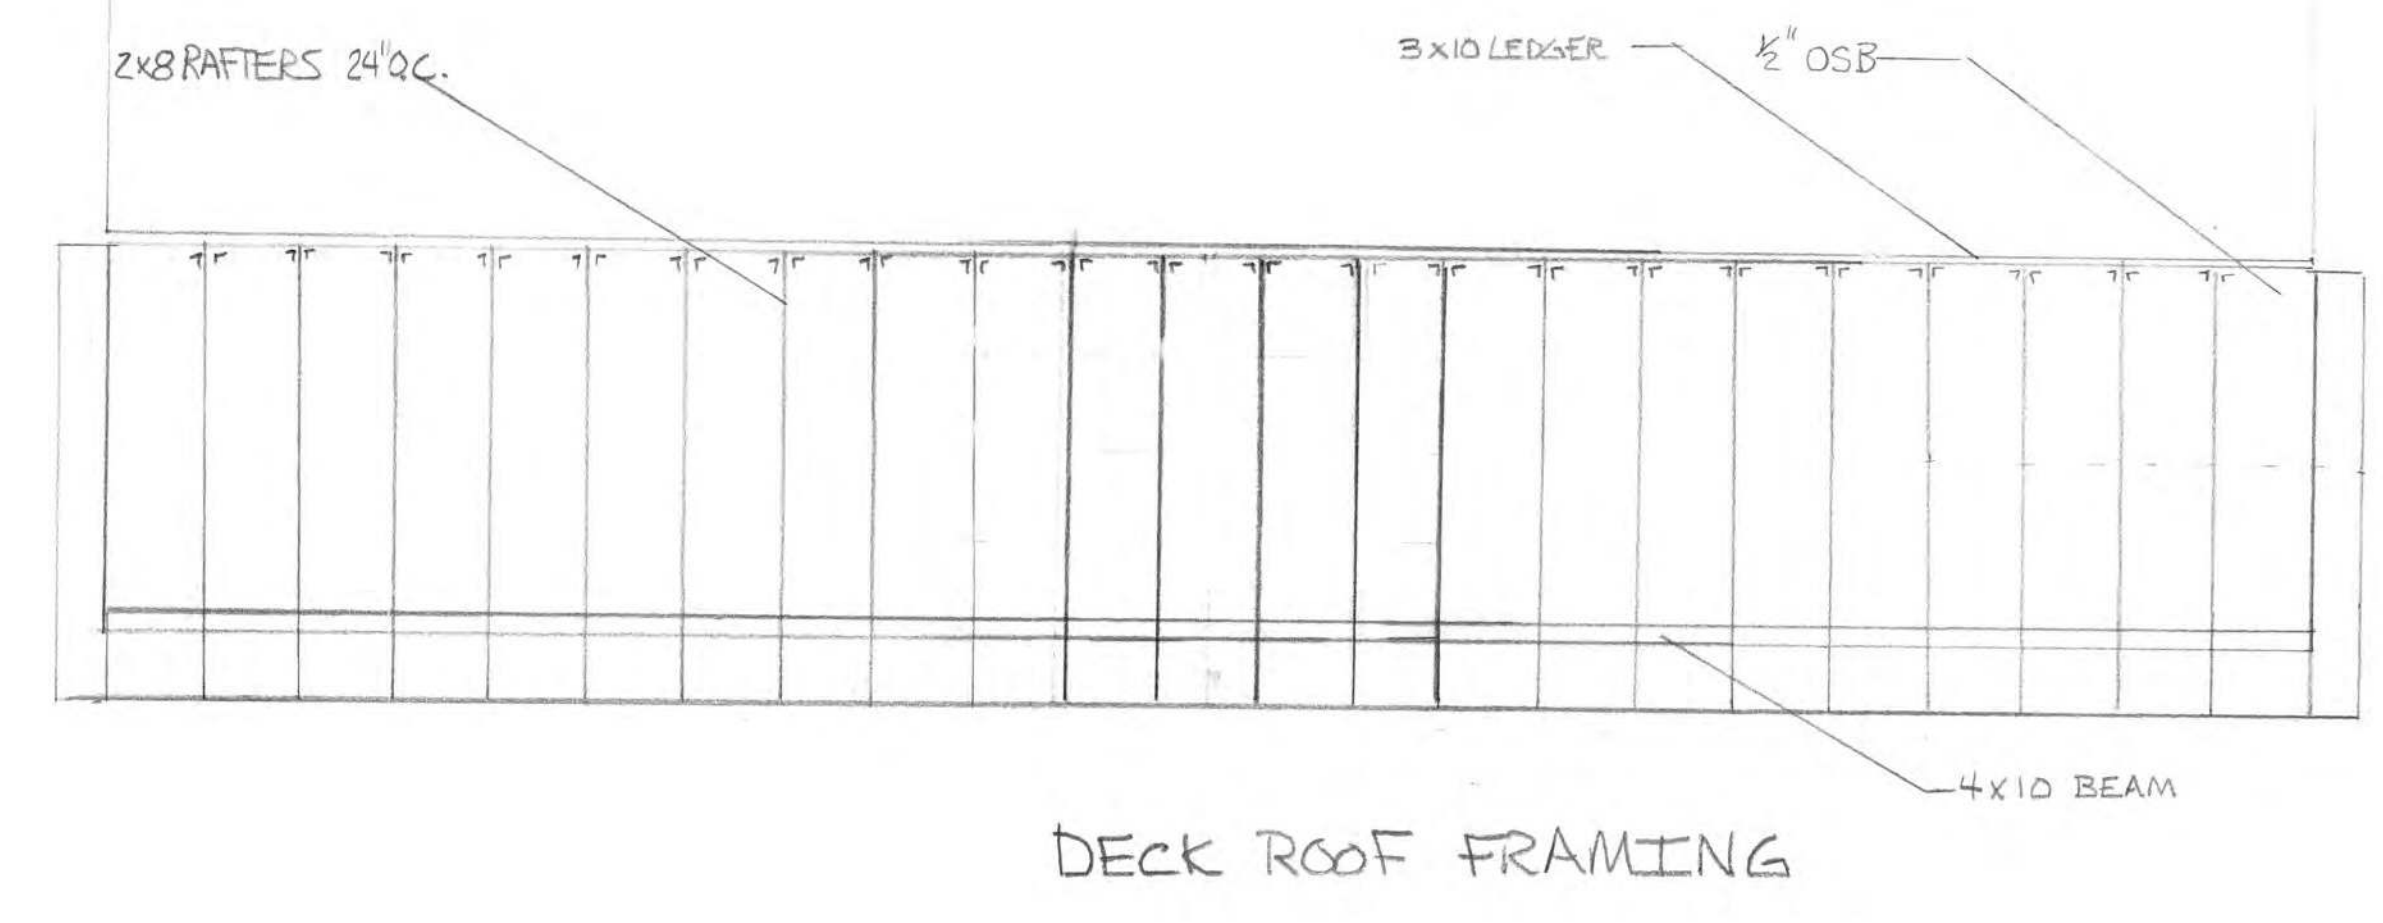 2x8 RAFTERS 24" O.C.
3x10 LEDGER
½" OSB
4x10 BEAM
DECK ROOF FRAMING